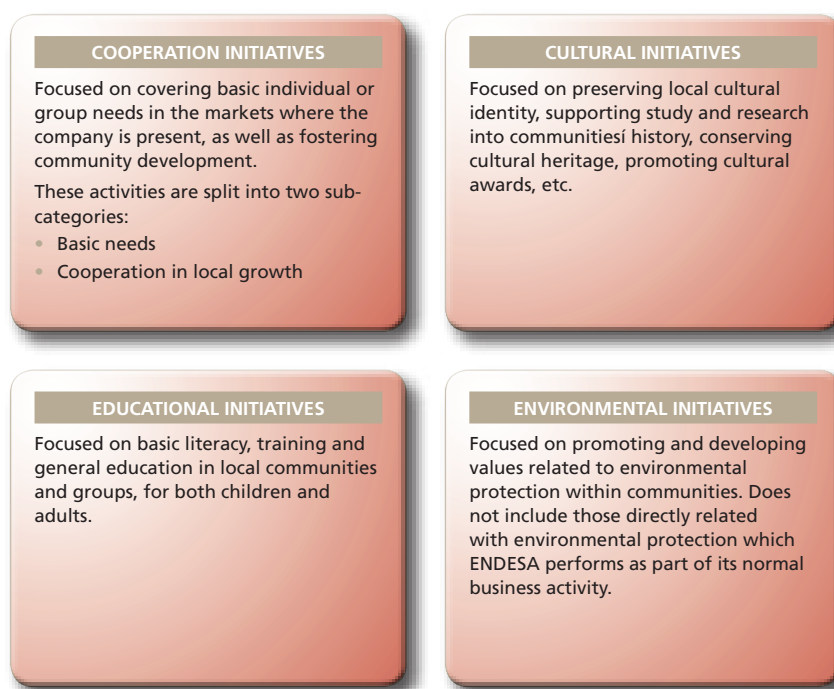 COOPERATION INITIATIVES
Focused on covering basic individual or
group needs in the markets where the
company is present, as well as fostering
community development.
These activities are split into two sub-
categories:
• Basic needs
• Cooperation in local growth
CULTURAL INITIATIVES
Focused on preserving local cultural
identity, supporting study and research
into communitiesí history, conserving
cultural heritage, promoting cultural
awards, etc.
EDUCATIONAL INITIATIVES
Focused on basic literacy, training and
general education in local communities
and groups, for both children and
adults.
ENVIRONMENTAL INITIATIVES
Focused on promoting and developing
values related to environmental
protection within communities. Does
not include those directly related
with environmental protection which
ENDESA performs as part of its normal
business activity.